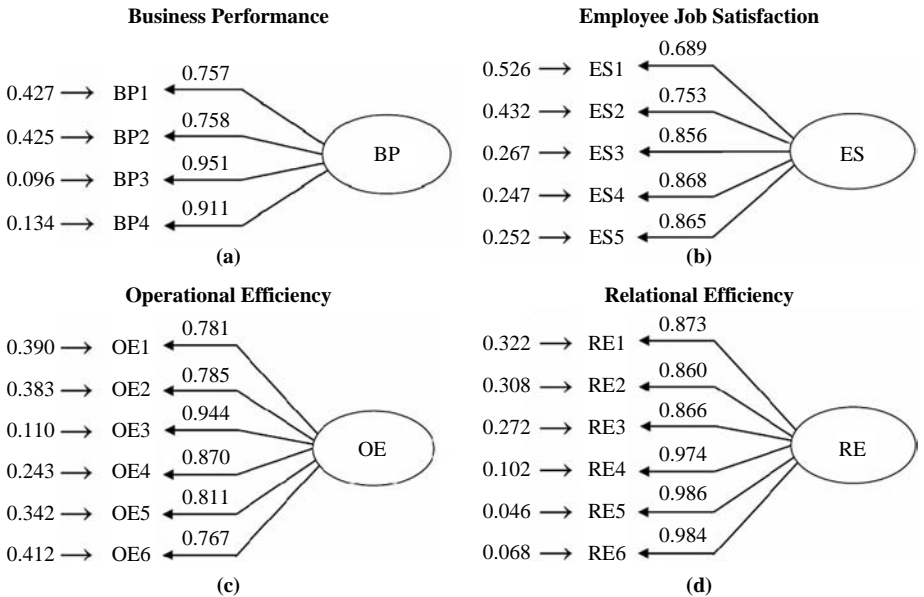 Business Performance
0.757
0.427 BP1
0.758
0.425 BP2
BP
0.951
0.096 BP3
0.911
0.134 BP4
(a)
Employee Job Satisfaction
0.689
0.526 ES1
0.753
0.432 ES2
0.856
0.267 ES3
ES
0.868
0.247 ES4
0.865
0.252 ES5
(b)
Operational Efficiency
0.781
0.390 OE1
0.785
0.383 OE2
0.944
0.110 OE3
OE
0.870
0.243 OE4
0.811
0.342 OE5
0.767
0.412 OE6
(c)
Relational Efficiency
0.873
0.322 RE1
0.860
0.308 RE2
0.866
0.272 RE3
RE
0.974
0.102 RE4
0.986
0.046 RE5
0.984
0.068 RE6
(d)